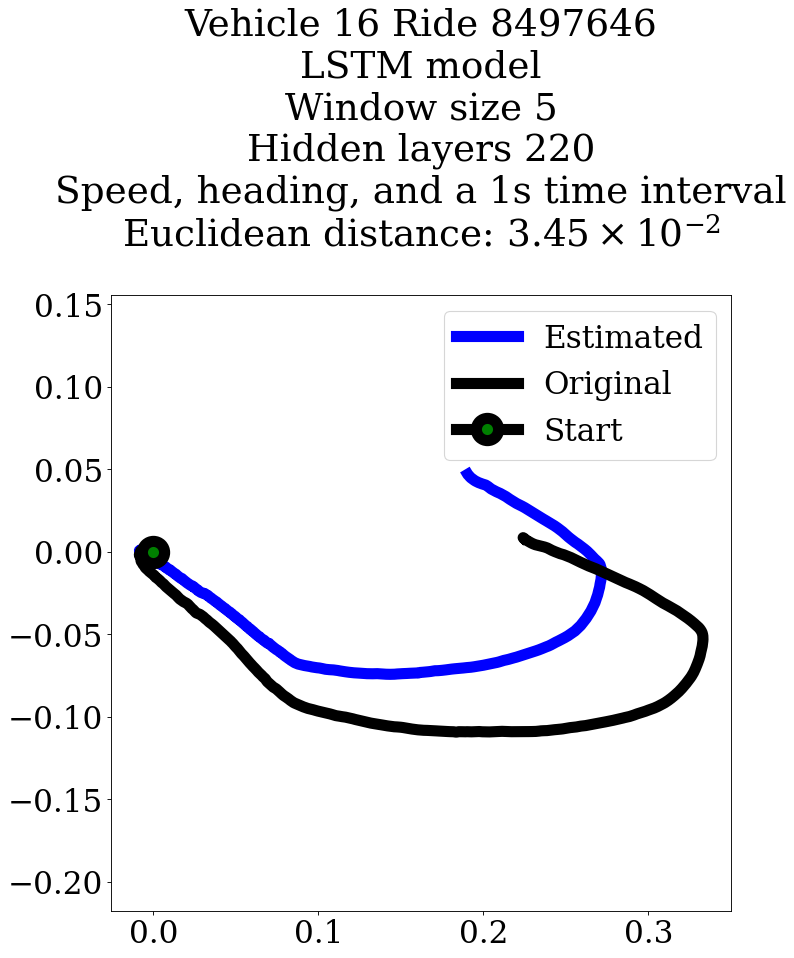 Vehicle 16 Ride 8497646
LSTM model
Window size 5
Hidden layers 220
Speed, heading, and a 1s time interval
Euclidean distance: 3.45 × 10⁻²
Estimated
Original
Start
0.15
0.10
0.05
0.00
−0.05
−0.10
−0.15
−0.20
0.0 0.1 0.2 0.3